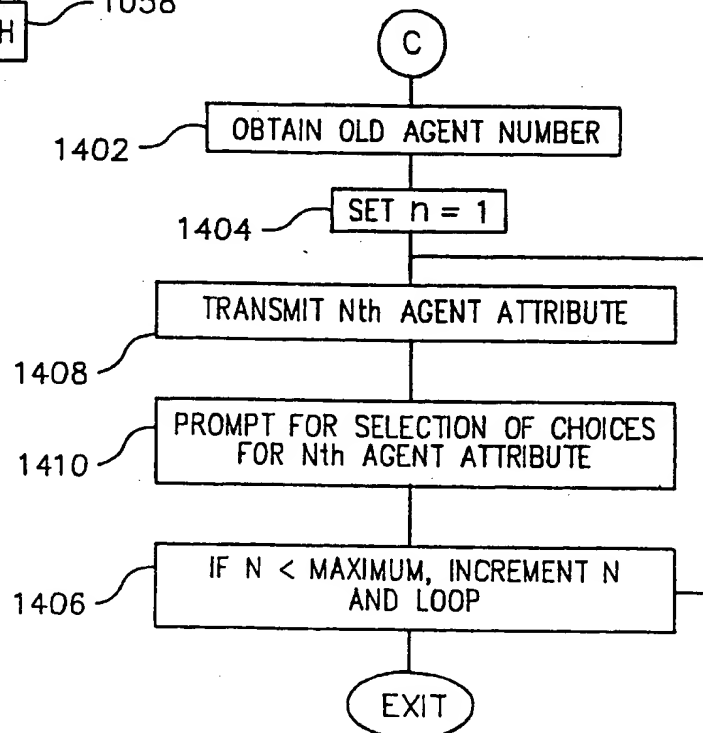 1058
H
C
OBTAIN OLD AGENT NUMBER
1402
SET n = 1
1404
TRANSMIT Nth AGENT ATTRIBUTE
1408
PROMPT FOR SELECTION OF CHOICES
FOR Nth AGENT ATTRIBUTE
1410
IF N < MAXIMUM, INCREMENT N
AND LOOP
1406
EXIT